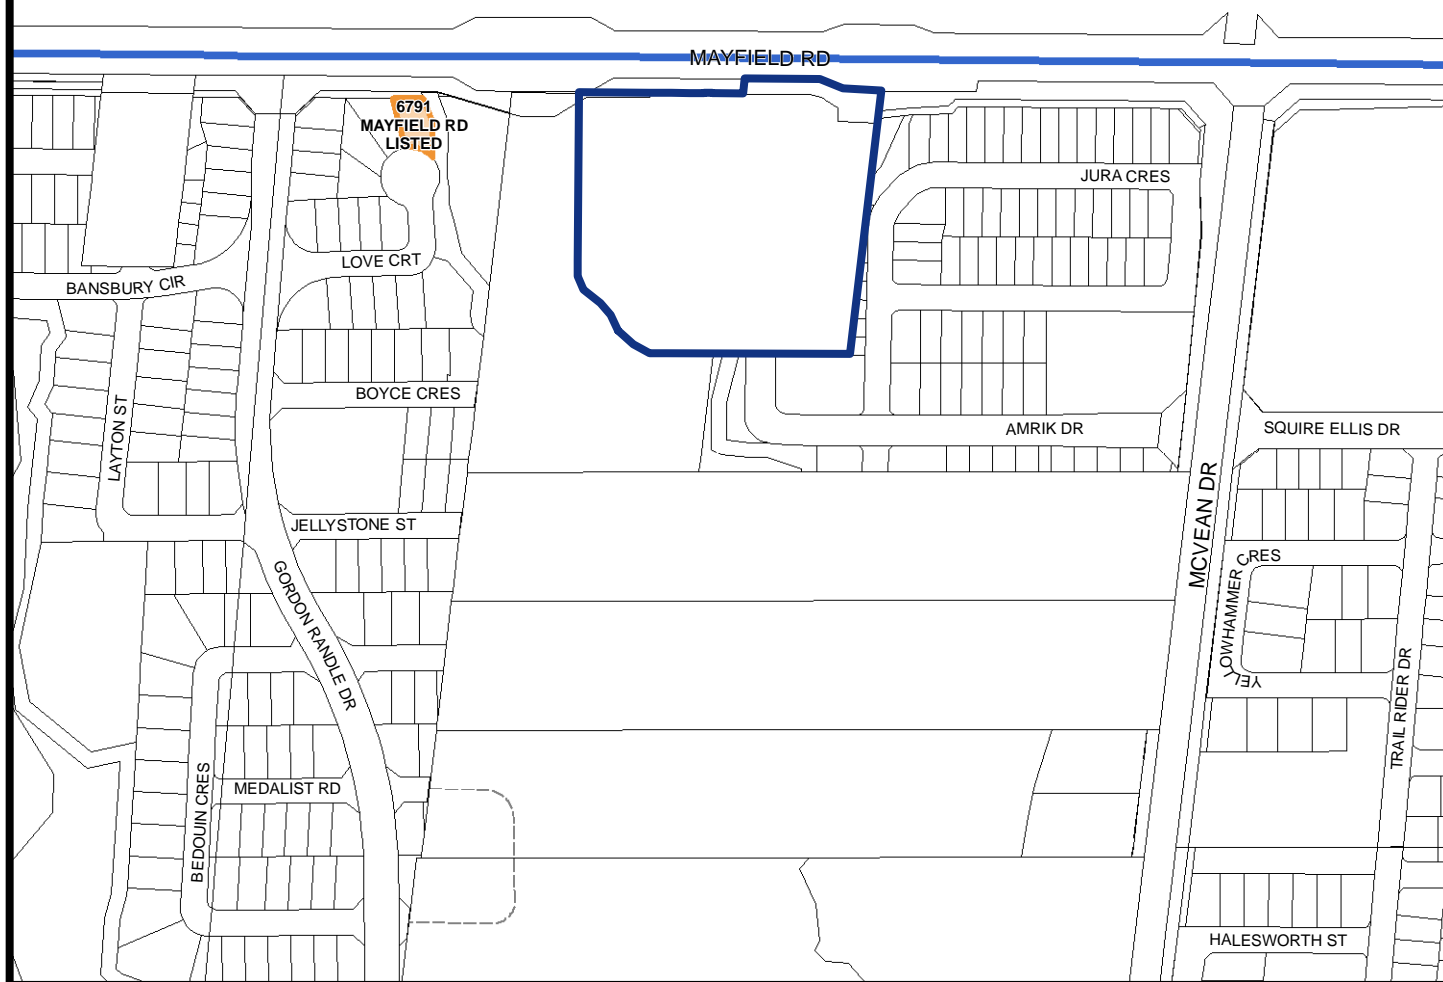 MAYFIELD RD
6791
MAYFIELD RD
LISTED
JURA CRES
LOVE CRT
BANSBURY CIR
BOYCE CRES
LAYTON ST
AMRIK DR
SQUIRE ELLIS DR
JELLYSTONE ST
MCVEAN DR
YELLOWHAMMER CRES
GORDON RANDLE DR
TRAIL RIDER DR
MEDALIST RD
BEDOUIN CRES
HALESWORTH ST